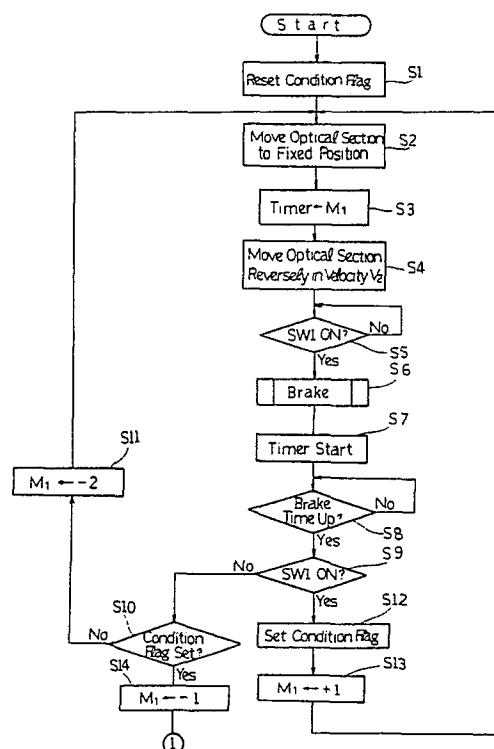 Start
Reset Condition Flag
S1
Move Optical Section
to Fixed Position
S2
Timer←M1
S3
Move Optical Section
Reversely in Velocity V2
S4
SW1 ON?
No
S5
Yes
S6
Brake
S7
Timer Start
S11
M1 ← -2
Brake
Time Up?
No
S8
Yes
S9
No
SW1 ON?
S10
Yes
S12
No
Condition
Flag Set?
Set Condition Flag
S14
Yes
S13
M1 ← -1
M1 ← +1
1